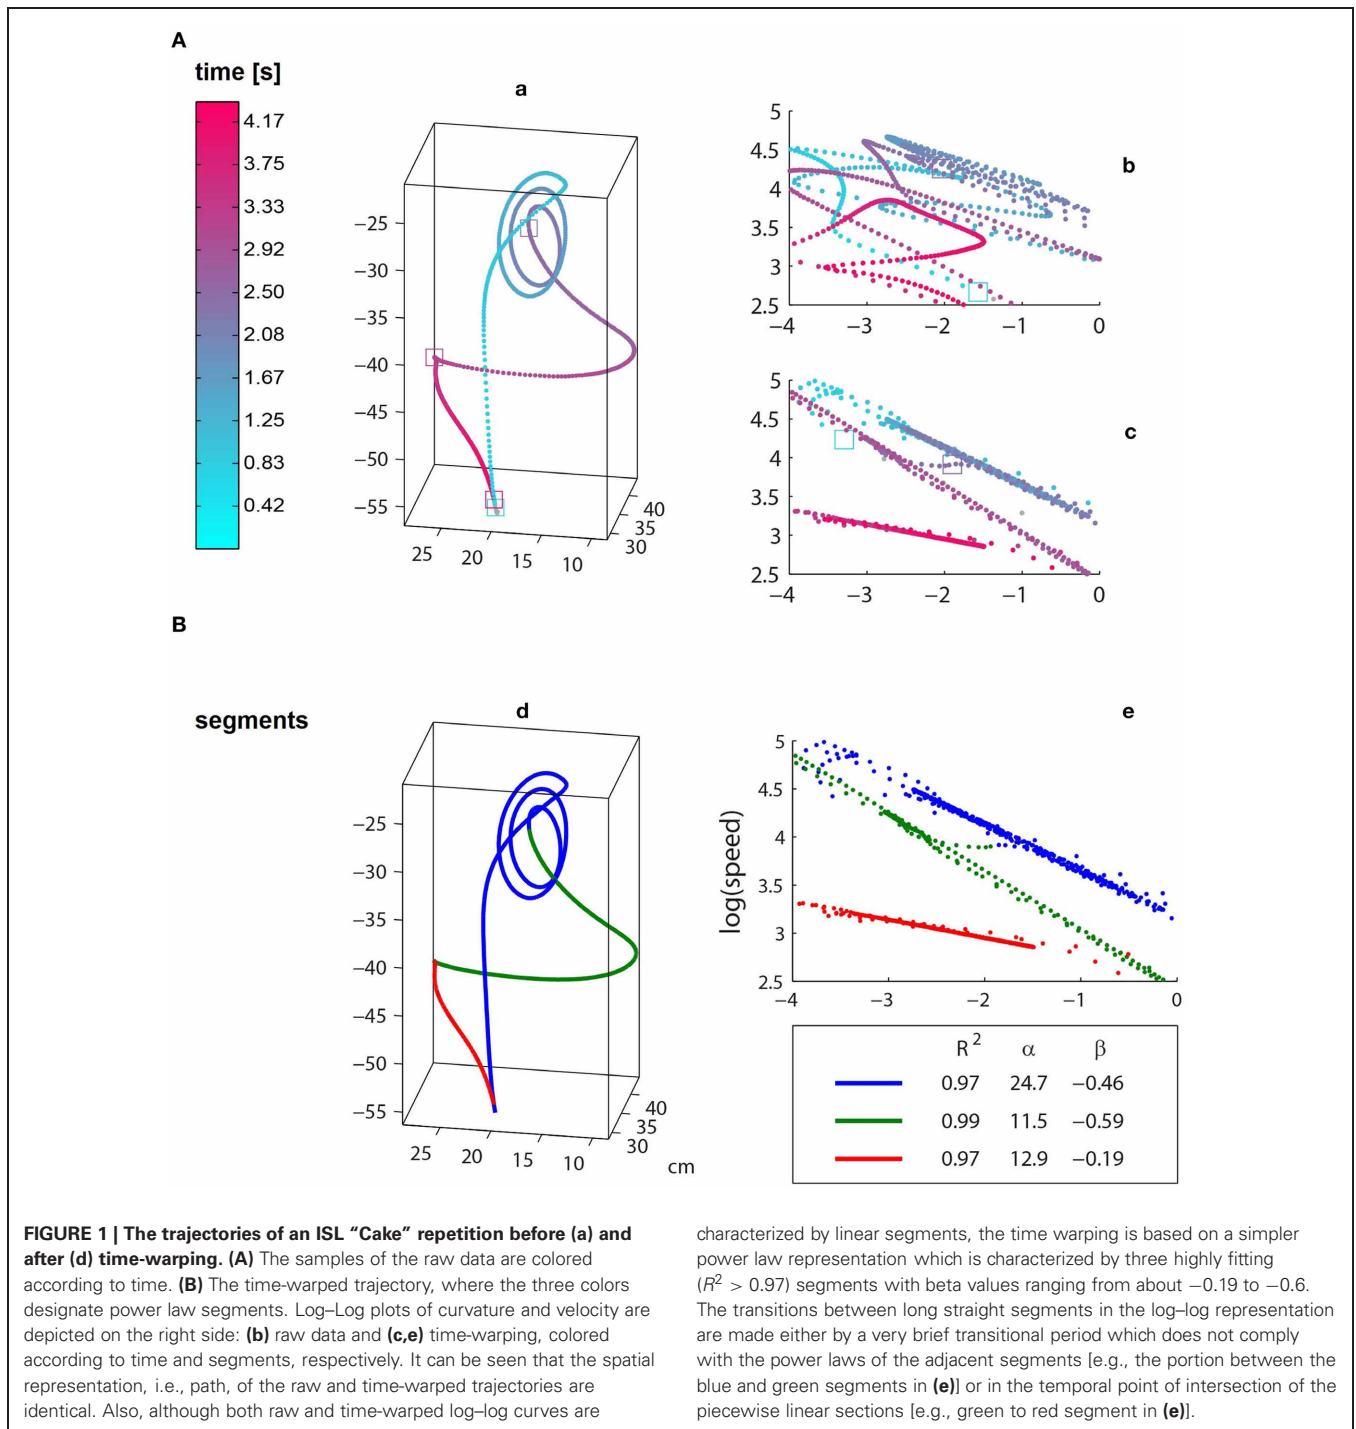 A
time [s]
4.17
3.75
3.33
2.92
2.50
2.08
1.67
1.25
0.83
0.42
a
−25
−30
−35
−40
−45
−50
−55
25
20
15
10
30
35
40
b
5
4.5
4
3.5
3
2.5
−4
−3
−2
−1
0
c
5
4.5
4
3.5
3
2.5
−4
−3
−2
−1
0
B
segments
d
−25
−30
−35
−40
−45
−50
−55
25
20
15
10
30
35
40
cm
e
log(speed)
5
4.5
4
3.5
3
2.5
−4
−3
−2
−1
0
R² α β
0.97 24.7 −0.46
0.99 11.5 −0.59
0.97 12.9 −0.19
FIGURE 1 | The trajectories of an ISL “Cake” repetition before (a) and
after (d) time-warping. (A) The samples of the raw data are colored
according to time. (B) The time-warped trajectory, where the three colors
designate power law segments. Log–Log plots of curvature and velocity are
depicted on the right side: (b) raw data and (c,e) time-warping, colored
according to time and segments, respectively. It can be seen that the spatial
representation, i.e., path, of the raw and time-warped trajectories are
identical. Also, although both raw and time-warped log–log curves are
characterized by linear segments, the time warping is based on a simpler
power law representation which is characterized by three highly fitting
(R² > 0.97) segments with beta values ranging from about −0.19 to −0.6.
The transitions between long straight segments in the log–log representation
are made either by a very brief transitional period which does not comply
with the power laws of the adjacent segments [e.g., the portion between the
blue and green segments in (e)] or in the temporal point of intersection of the
piecewise linear sections [e.g., green to red segment in (e)].